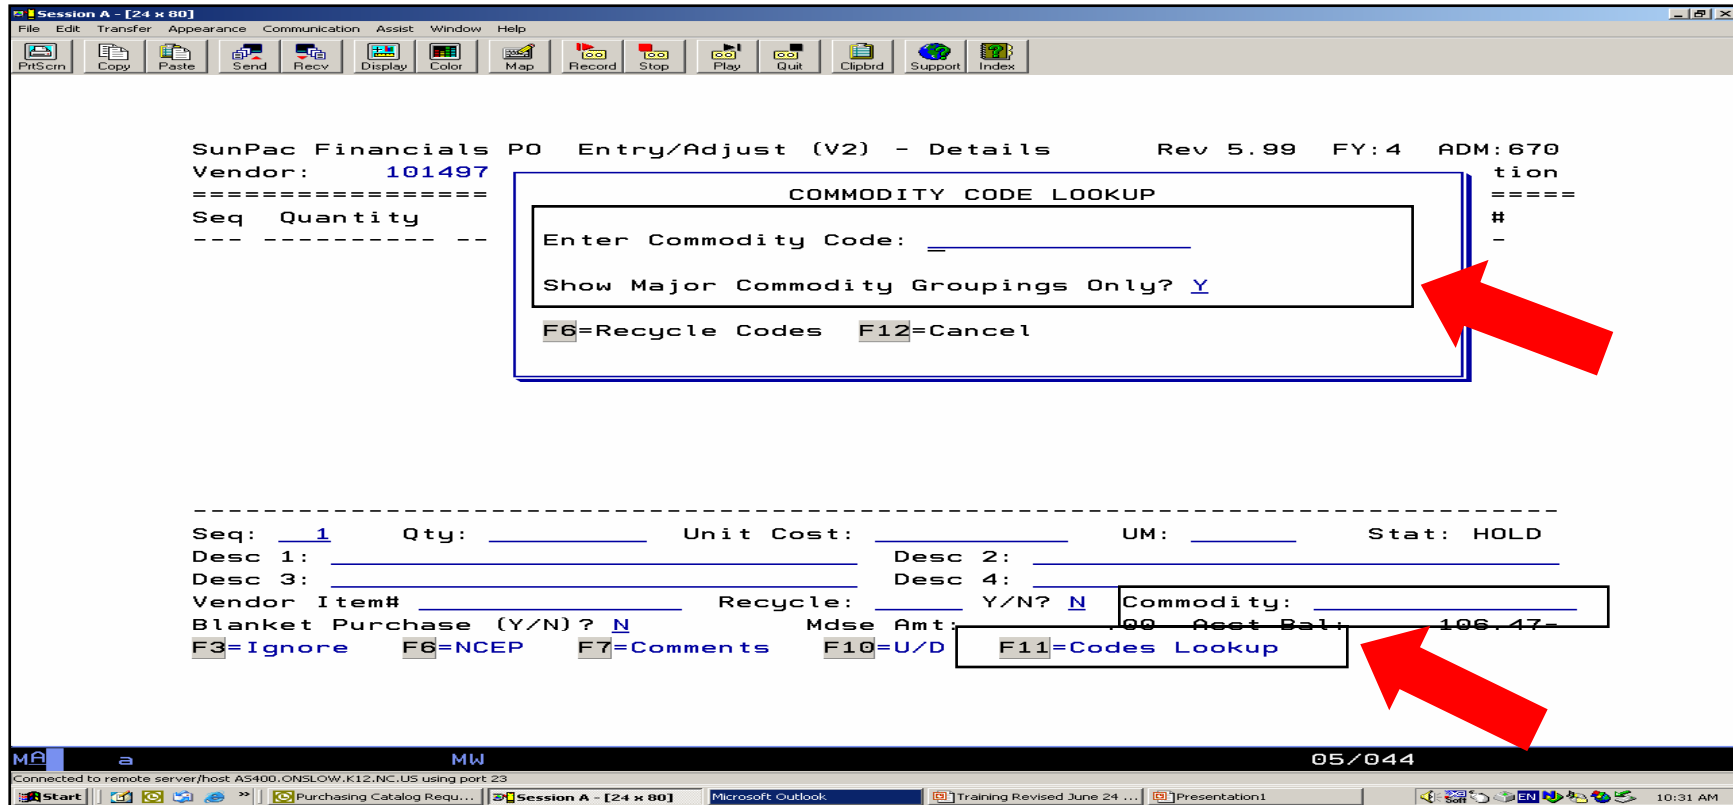 Session A - [24 x 80]
File Edit Transfer Appearance Communication Assist Window Help
PrtScrn Copy Paste Send Recv Display Color Map Record Stop Play Quit Clipbrd Support Index
SunPac Financials PO Entry/Adjust (V2) - Details Rev 5.99 FY:4 ADM:670
Vendor: 101497 tion
================= COMMODITY CODE LOOKUP =====
Seq Quantity #
--- ---------- -- Enter Commodity Code: _______________ -
Show Major Commodity Groupings Only? Y
F6=Recycle Codes F12=Cancel
------------------------------------------------------------------------------
Seq: 1 Qty: Unit Cost: UM: Stat: HOLD
Desc 1: Desc 2:
Desc 3: Desc 4:
Vendor Item# Recycle: Y/N? N Commodity:
Blanket Purchase (Y/N)? N Mdse Amt: .00 Acct Bal: 106.47-
F3=Ignore F6=NCEP F7=Comments F10=U/D F11=Codes Lookup
MA a MW 05/044
Connected to remote server/host AS400.ONSLOW.K12.NC.US using port 23
Start » Purchasing Catalog Requ... Session A - [24 x 80] Microsoft Outlook Training Revised June 24 ... Presentation1 EN 10:31 AM